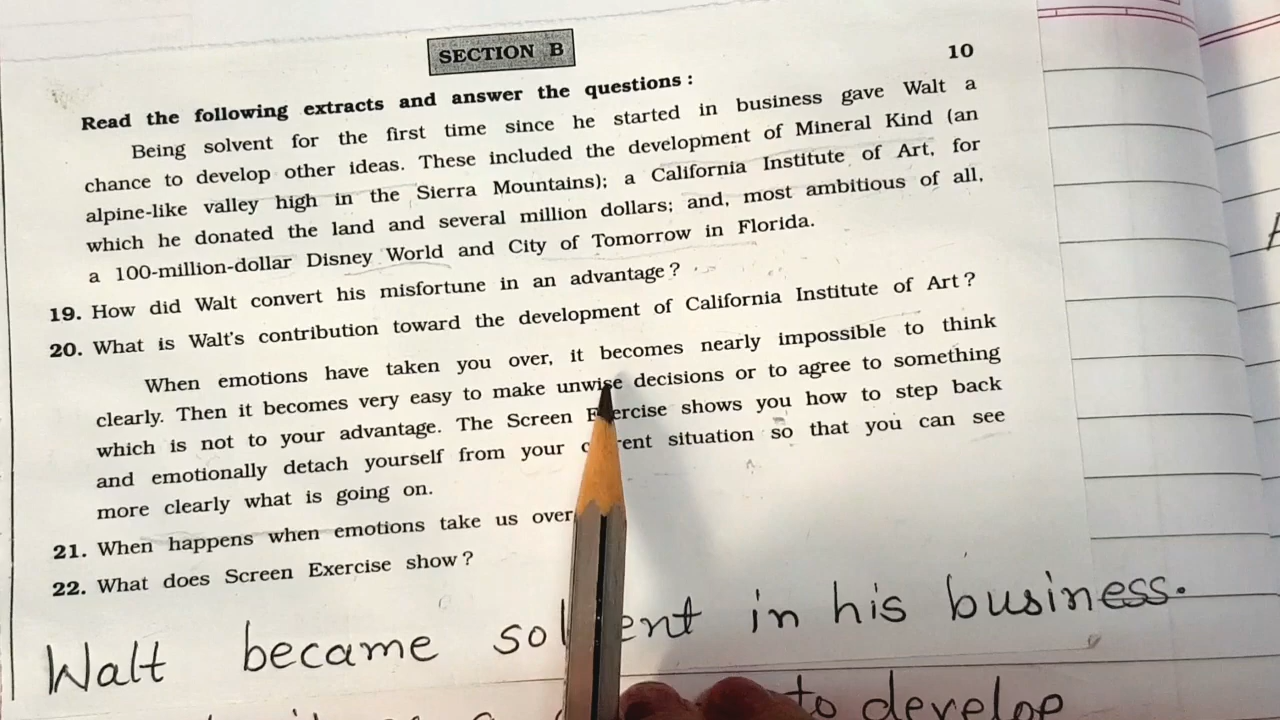 SECTION B
10
Read the following extracts and answer the questions :
Being solvent for the first time since he started in business gave Walt a
chance to develop other ideas. These included the development of Mineral Kind (an
alpine-like valley high in the Sierra Mountains); a California Institute of Art, for
which he donated the land and several million dollars; and, most ambitious of all,
a 100-million-dollar Disney World and City of Tomorrow in Florida.
19. How did Walt convert his misfortune in an advantage ?
20. What is Walt's contribution toward the development of California Institute of Art ?
When emotions have taken you over, it becomes nearly impossible to think
clearly. Then it becomes very easy to make unwise decisions or to agree to something
which is not to your advantage. The Screen Exercise shows you how to step back
and emotionally detach yourself from your current situation so that you can see
more clearly what is going on.
21. When happens when emotions take us over
22. What does Screen Exercise show ?
Walt became solvent in his business.
to develop